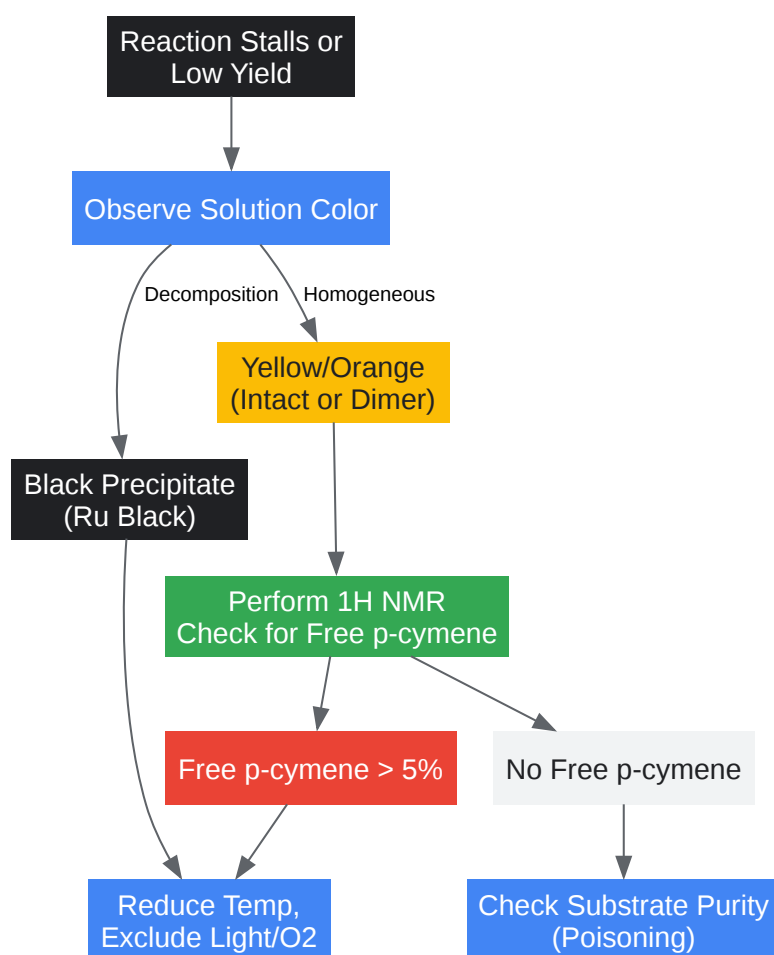 Reaction Stalls or
Low Yield
Observe Solution Color
Decomposition
Homogeneous
Yellow/Orange
(Intact or Dimer)
Black Precipitate
(Ru Black)
Perform 1H NMR
Check for Free p-cymene
Free p-cymene > 5%
No Free p-cymene
Reduce Temp,
Exclude Light/O2
Check Substrate Purity
(Poisoning)